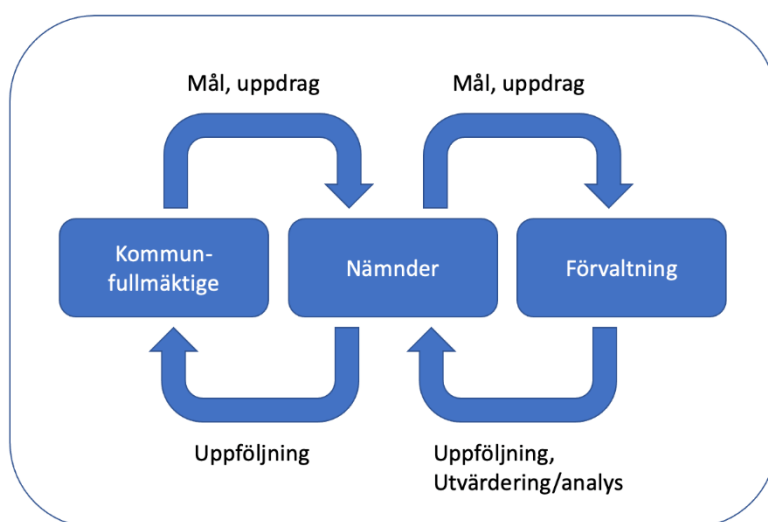 Mål, uppdrag
Mål, uppdrag
Kommun-
fullmäktige
Nämnder
Förvaltning
Uppföljning
Uppföljning,
Utvärdering/analys